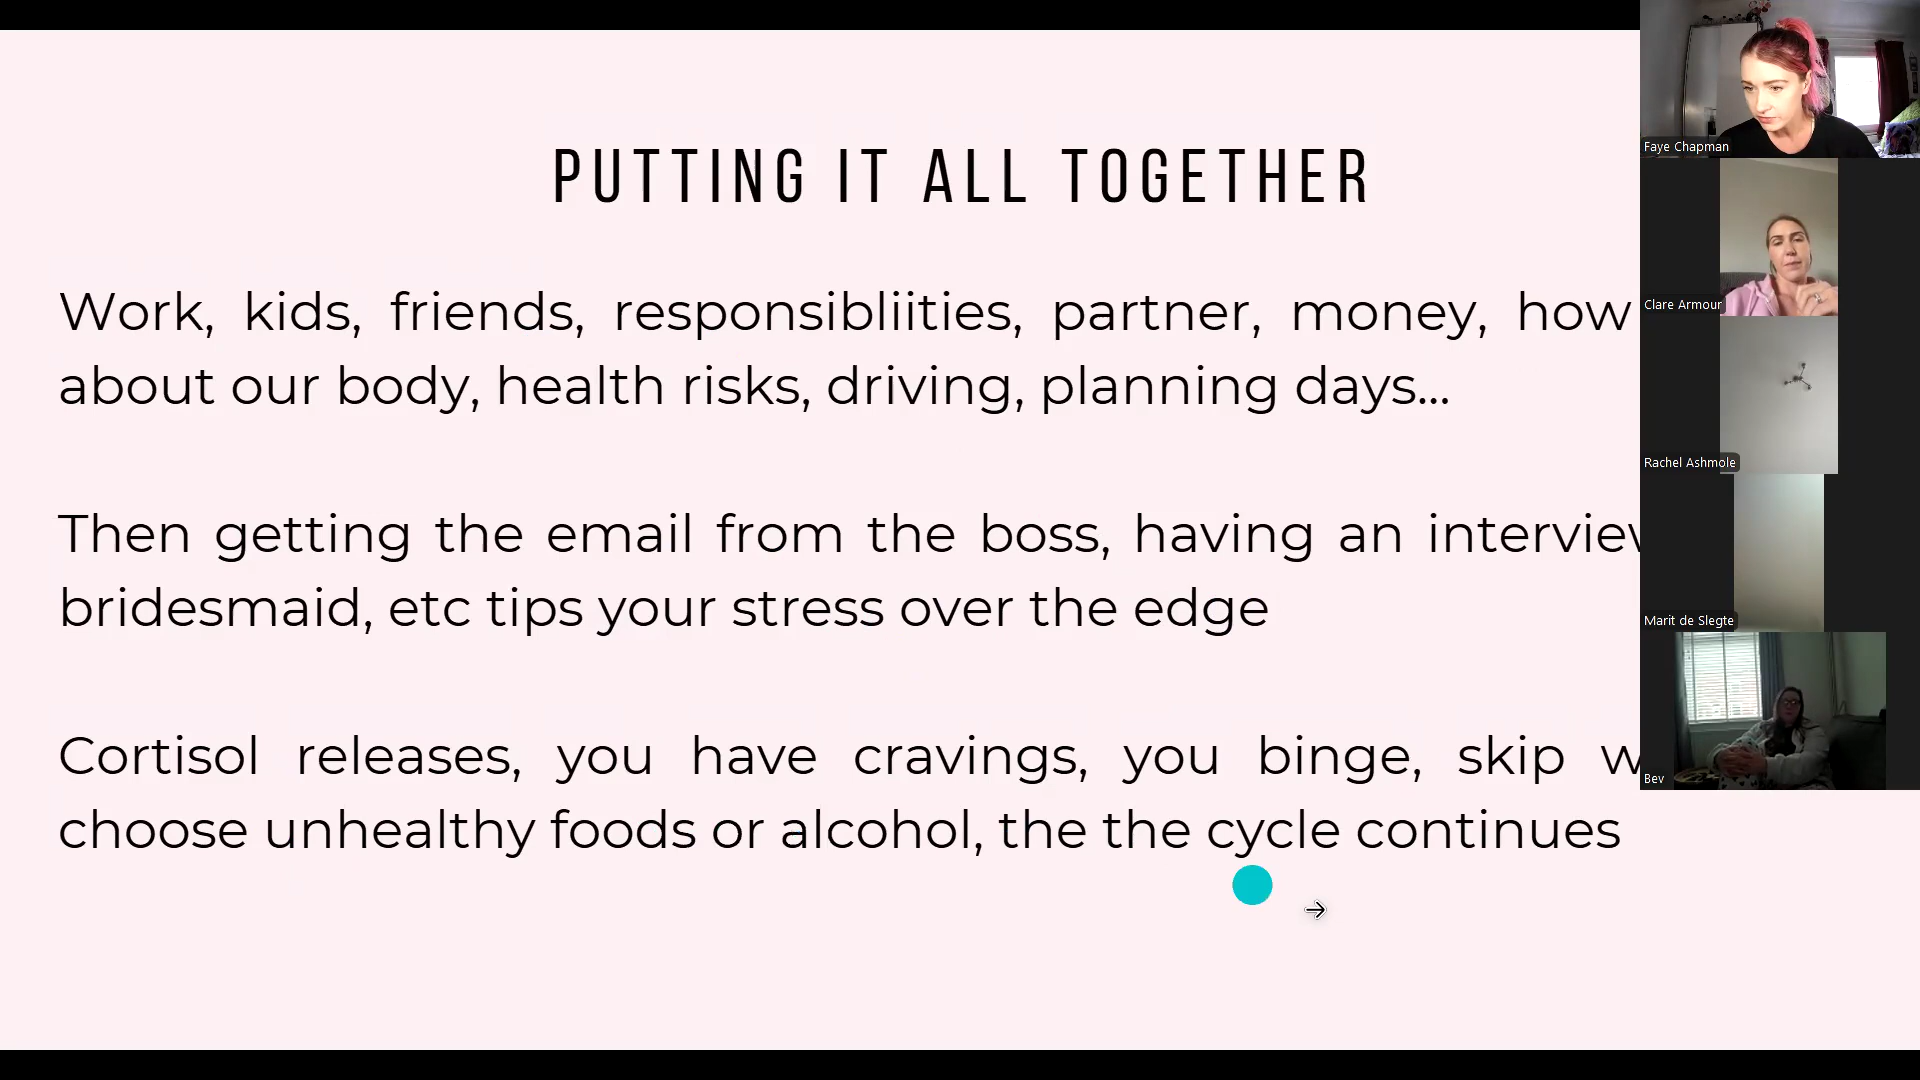 PUTTING IT ALL TOGETHER
Work, kids, friends, responsibliities, partner, money, how
about our body, health risks, driving, planning days...
Then getting the email from the boss, having an interview
bridesmaid, etc tips your stress over the edge
Cortisol releases, you have cravings, you binge, skip
choose unhealthy foods or alcohol, the the cycle continues
Faye Chapman
Clare Armour
Rachel Ashmole
Marit de Slegte
Bev